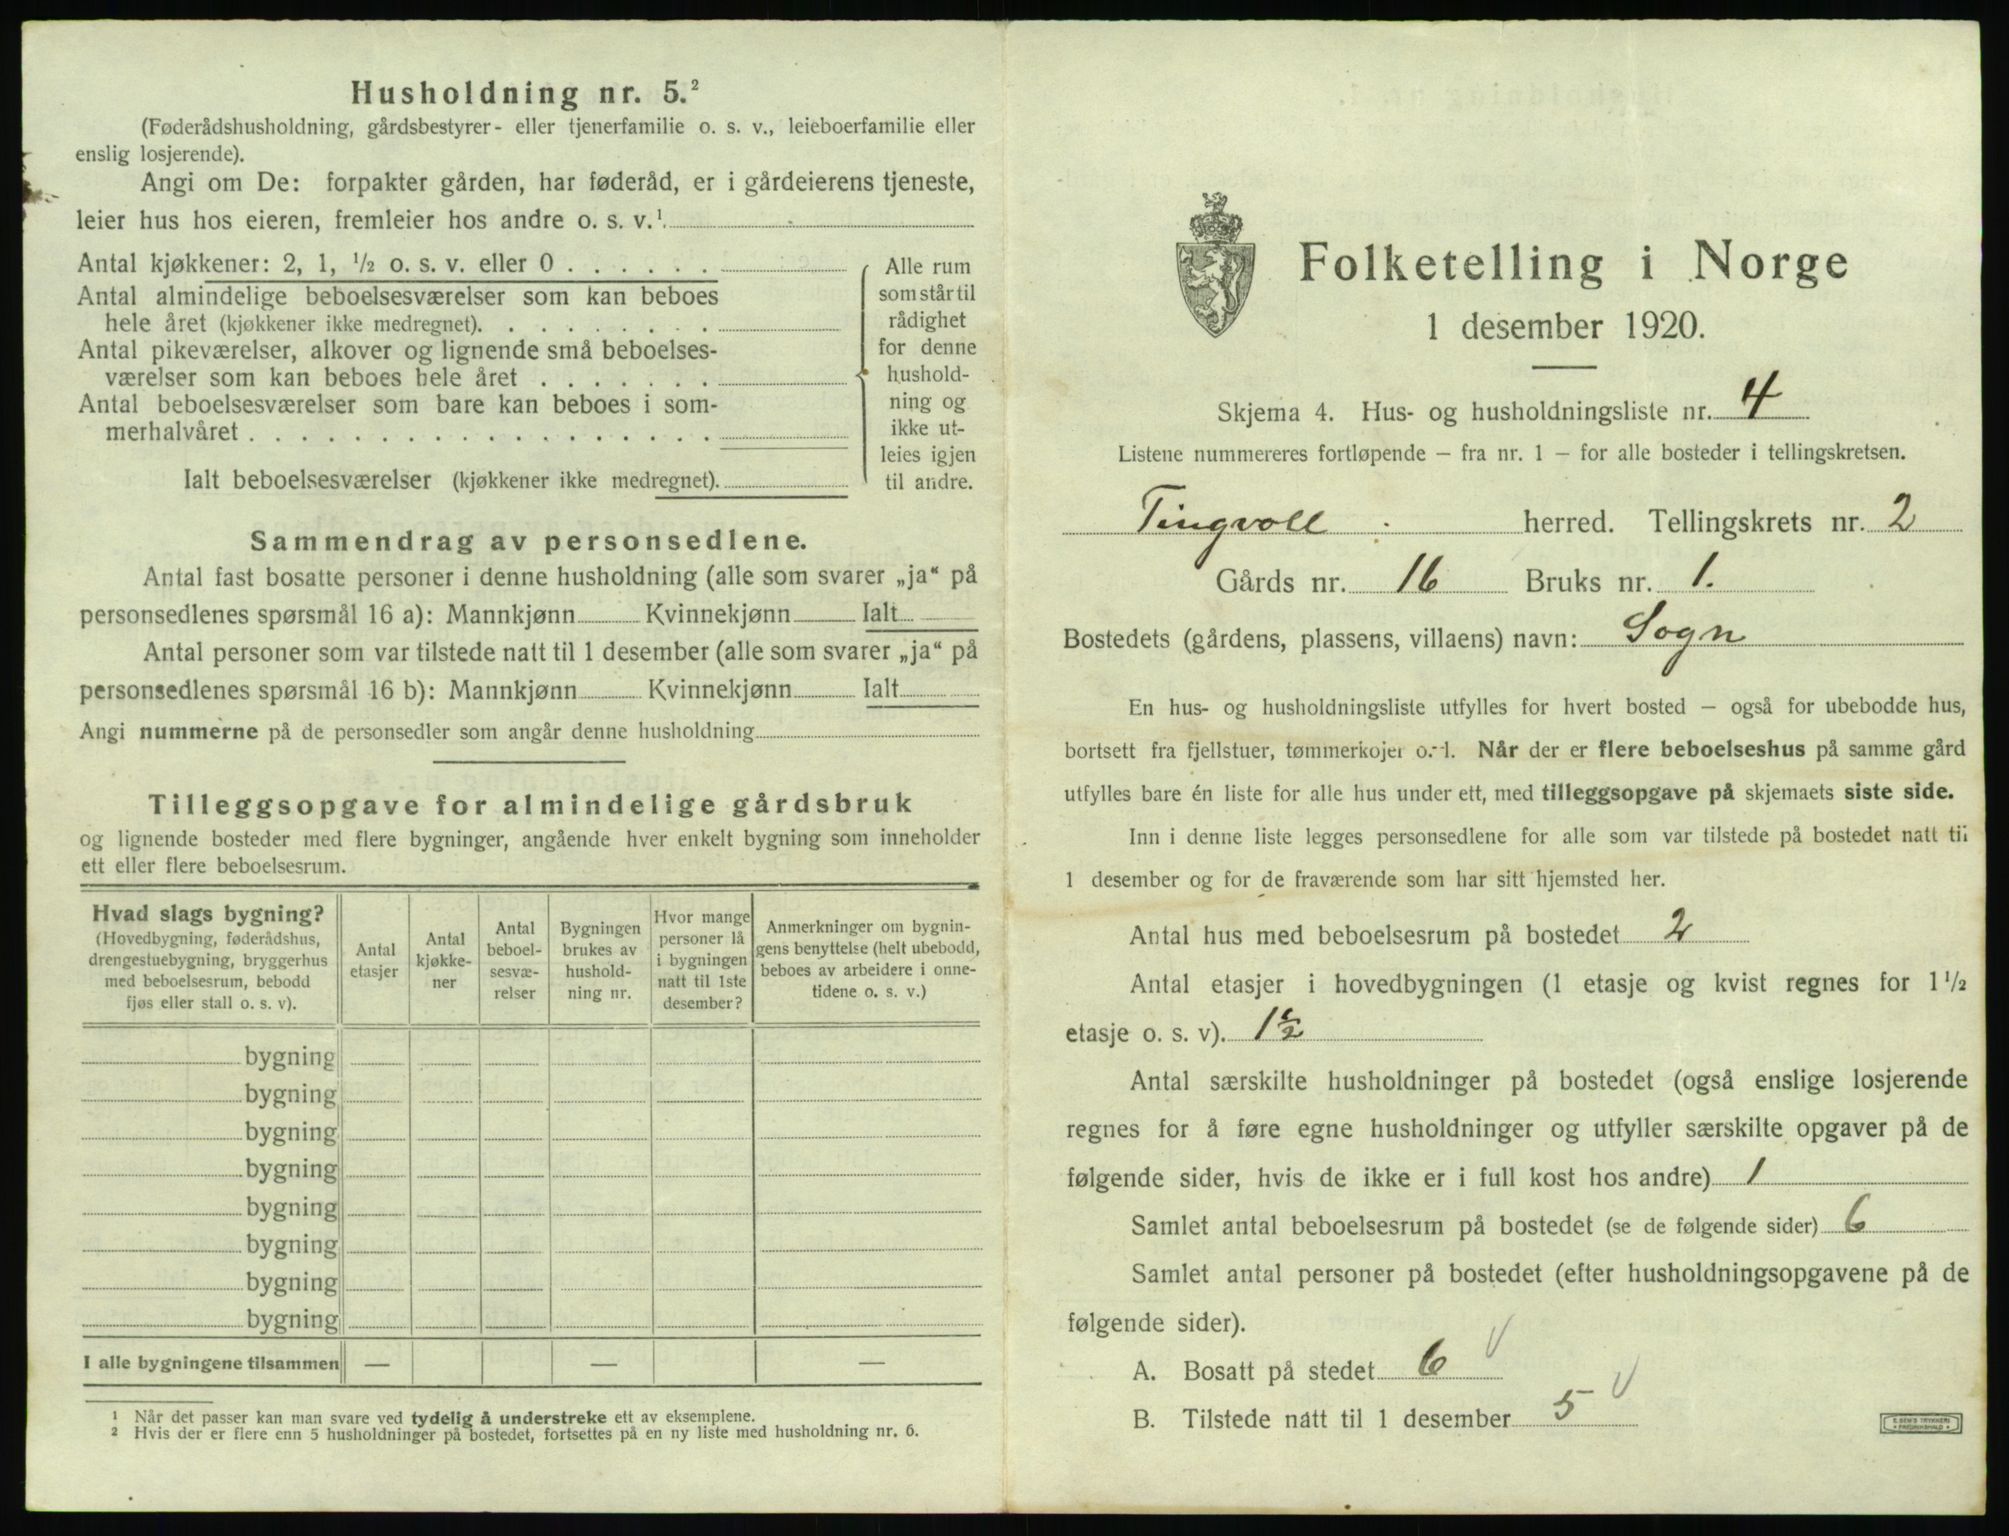 Husholdning nr. 5.²
(Føderådshusholdning, gårdsbestyrer- eller tjenerfamilie o. s. v., leieboerfamilie eller
enslig losjerende).
Angi om De: forpakter gården, har føderåd, er i gårdeierens tjeneste,
leier hus hos eieren, fremleier hos andre o. s. v.¹.
Antal kjøkkener: 2, 1, ½ o. s. v. eller 0 . . . . . .
Antal almindelige beboelsesværelser som kan beboes
hele året (kjøkkener ikke medregnet). . . . . . . . .
Antal pikeværelser, alkover og lignende små beboelses-
værelser som kan beboes hele året . . . . . . .
Antal beboelsesværelser som bare kan beboes i som-
merhalvåret . . . . . . . . . . . . . . . . .
Ialt beboelsesværelser (kjøkkener ikke medregnet).
Alle rum
som står til
rådighet
for denne
hushold-
ning og
ikke ut-
leies igjen
til andre.
Sammendrag av personsedlene.
Antal fast bosatte personer i denne husholdning (alle som svarer „ja“ på
personsedlenes spørsmål 16 a): Mannkjønn Kvinnekjønn Ialt
Antal personer som var tilstede natt til 1 desember (alle som svarer „ja“ på
personsedlenes spørsmål 16 b): Mannkjønn Kvinnekjønn Ialt
Angi nummerne på de personsedler som angår denne husholdning
Tilleggsopgave for almindelige gårdsbruk
og lignende bosteder med flere bygninger, angående hver enkelt bygning som inneholder
ett eller flere beboelsesrum.
Hvad slags bygning?
(Hovedbygning, føderådshus,
drengestuebygning, bryggerhus
med beboelsesrum, bebodd
fjøs eller stall o. s. v).
Antal
etasjer
Antal
kjøkke-
ner
Antal
beboel-
sesvæ-
relser
Bygningen
brukes av
hushold-
ning nr.
Hvor mange
personer lå
i bygningen
natt til 1ste
desember?
Anmerkninger om bygnin-
gens benyttelse (helt ubebodd,
beboes av arbeidere i onne-
tidene o. s. v.)
bygning
bygning
bygning
bygning
bygning
bygning
bygning
bygning
I alle bygningene tilsammen — — —
¹ Når det passer kan man svare ved tydelig å understreke ett av eksemplene.
² Hvis der er flere enn 5 husholdninger på bostedet, fortsettes på en ny liste med husholdning nr. 6.
Folketelling i Norge
1 desember 1920.
Skjema 4. Hus- og husholdningsliste nr. 4
Listene nummereres fortløpende – fra nr. 1 – for alle bosteder i tellingskretsen.
Tingvoll herred. Tellingskrets nr. 2
Gårds nr. 16 Bruks nr. 1.
Bostedets (gårdens, plassens, villaens) navn: Sogn
En hus- og husholdningsliste utfylles for hvert bosted – også for ubebodde hus,
bortsett fra fjellstuer, tømmerkojer o. l. Når der er flere beboelseshus på samme gård
utfylles bare én liste for alle hus under ett, med tilleggsopgave på skjemaets siste side.
Inn i denne liste legges personsedlene for alle som var tilstede på bostedet natt til
1 desember og for de fraværende som har sitt hjemsted her.
Antal hus med beboelsesrum på bostedet 2
Antal etasjer i hovedbygningen (1 etasje og kvist regnes for 1½
etasje o. s. v). 1½
Antal særskilte husholdninger på bostedet (også enslige losjerende
regnes for å føre egne husholdninger og utfyller særskilte opgaver på de
følgende sider, hvis de ikke er i full kost hos andre) 1
Samlet antal beboelsesrum på bostedet (se de følgende sider) 6
Samlet antal personer på bostedet (efter husholdningsopgavene på de
følgende sider).
A. Bosatt på stedet 6
B. Tilstede natt til 1 desember 5
E. SEM'S TRYKKERI
FREDRIKSHALD